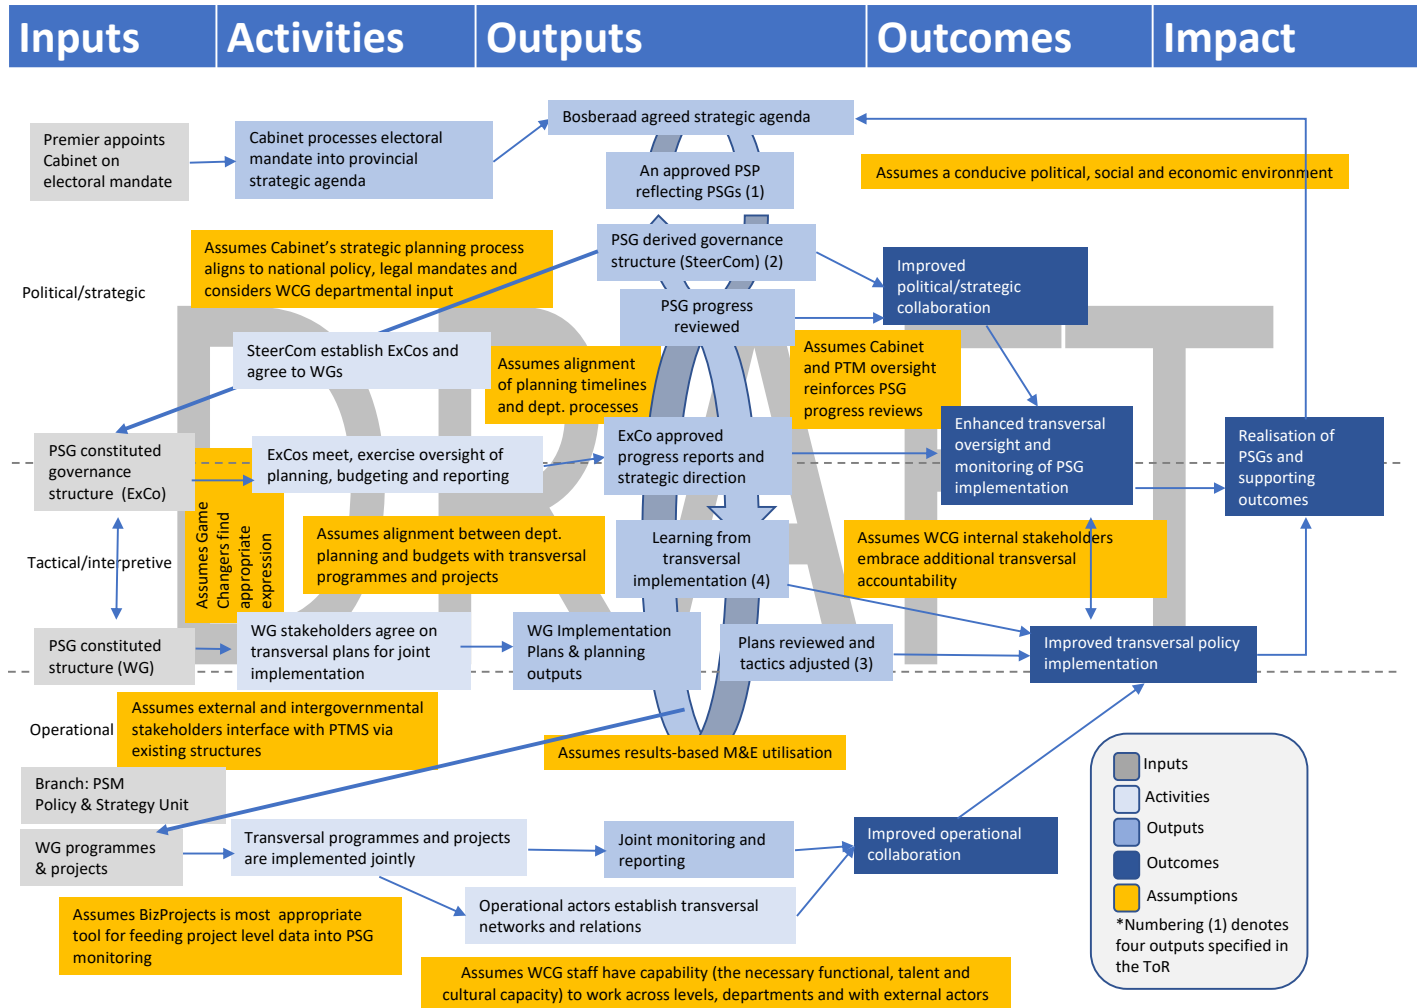 Inputs
Activities
Outputs
Outcomes
Impact
Bosberaad agreed strategic agenda
Premier appoints
Cabinet on
electoral mandate
Cabinet processes electoral
mandate into provincial
strategic agenda
An approved PSP
reflecting PSGs (1)
Assumes a conducive political, social and economic environment
Assumes Cabinet's strategic planning process
aligns to national policy, legal mandates and
considers WCG departmental input
PSG derived governance
structure (SteerCom) (2)
Improved
political/strategic
collaboration
Political/strategic
PSG progress
reviewed
SteerCom establish ExCos and
agree to WGs
Assumes alignment
of planning timelines
and dept. processes
Assumes Cabinet
and PTM oversight
reinforces PSG
progress reviews
PSG constituted
governance
structure (ExCo)
ExCos meet, exercise oversight of
planning, budgeting and reporting
ExCo approved
progress reports and
strategic direction
Enhanced transversal
oversight and
monitoring of PSG
implementation
Realisation of
PSGs and
supporting
outcomes
DRAFT
Tactical/interpretive
Assumes Game
Changers find
appropriate
expression
Assumes alignment between dept.
planning and budgets with transversal
programmes and projects
Learning from
transversal
implementation (4)
Assumes WCG internal stakeholders
embrace additional transversal
accountability
PSG constituted
structure (WG)
WG stakeholders agree on
transversal plans for joint
implementation
WG Implementation
Plans & planning
outputs
Plans reviewed and
tactics adjusted (3)
Improved transversal policy
implementation
Operational
Assumes external and intergovernmental
stakeholders interface with PTMS via
existing structures
Assumes results-based M&E utilisation
Branch: PSM
Policy & Strategy Unit
WG programmes
& projects
Transversal programmes and projects
are implemented jointly
Joint monitoring and
reporting
Improved operational
collaboration
Operational actors establish transversal
networks and relations
Assumes BizProjects is most appropriate
tool for feeding project level data into PSG
monitoring
Assumes WCG staff have capability (the necessary functional, talent and
cultural capacity) to work across levels, departments and with external actors
Inputs
Activities
Outputs
Outcomes
Assumptions
*Numbering (1) denotes
four outputs specified in
the ToR